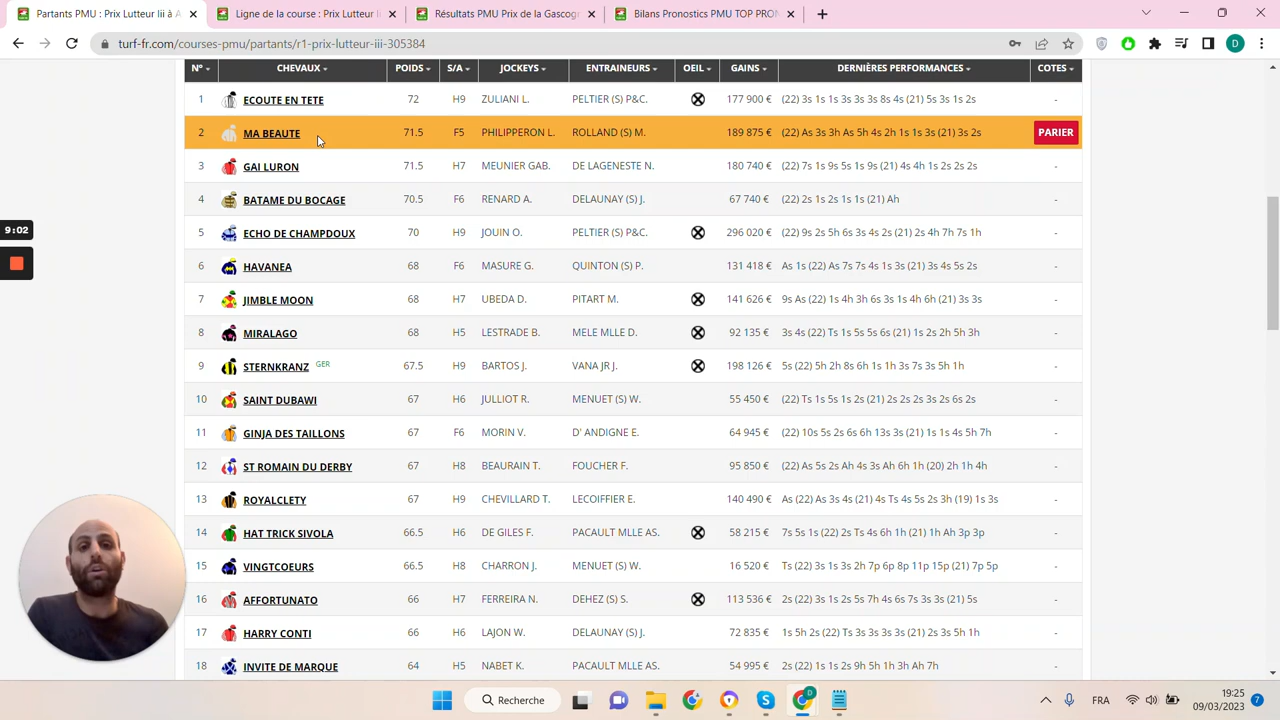 Partants PMU : Prix Lutteur Iii à A
Ligne de la course : Prix Lutteur I
Résultats PMU Prix de la Gascogn
Bilans Pronostics PMU TOP PRON
turf-fr.com/courses-pmu/partants/r1-prix-lutteur-iii-305384
D
N° CHEVAUX POIDS S/A JOCKEYS ENTRAINEURS OEIL GAINS DERNIÈRES PERFORMANCES COTES
1 ECOUTE EN TETE 72 H9 ZULIANI L. PELTIER (S) P&C. 177 900 € (22) 3s 1s 1s 3s 3s 3s 8s 4s (21) 5s 3s 1s 2s -
2 MA BEAUTE 71.5 F5 PHILIPPERON L. ROLLAND (S) M. 189 875 € (22) As 3s 3h As 5h 4s 2h 1s 1s 3s (21) 3s 2s PARIER
3 GAI LURON 71.5 H7 MEUNIER GAB. DE LAGENESTE N. 180 740 € (22) 7s 1s 9s 5s 1s 9s (21) 4s 4h 1s 2s 2s 2s -
4 BATAME DU BOCAGE 70.5 F6 RENARD A. DELAUNAY (S) J. 67 740 € (22) 2s 1s 2s 1s 1s (21) Ah -
5 ECHO DE CHAMPDOUX 70 H9 JOUIN O. PELTIER (S) P&C. 296 020 € (22) 9s 2s 5h 6s 3s 4s 2s (21) 2s 4h 7h 7s 1h -
6 HAVANEA 68 F6 MASURE G. QUINTON (S) P. 131 418 € As 1s (22) As 7s 7s 4s 1s 3s (21) 3s 4s 5s 2s -
7 JIMBLE MOON 68 H7 UBEDA D. PITART M. 141 626 € 9s As (22) 1s 4h 3h 6s 3s 1s 4h 6h (21) 3s 3s -
8 MIRALAGO 68 H5 LESTRADE B. MELE MLLE D. 92 135 € 3s 4s (22) Ts 1s 5s 5s 6s (21) 1s 2s 2s 5h 3h -
9 STERNKRANZ GER 67.5 H9 BARTOS J. VANA JR J. 198 126 € 5s (22) 5h 2h 8s 6h 1s 1h 3s 7s 3s 5h 1h -
10 SAINT DUBAWI 67 H6 JULLIOT R. MENUET (S) W. 55 450 € (22) Ts 1s 5s 1s 2s (21) 2s 2s 2s 3s 2s 6s 2s -
11 GINJA DES TAILLONS 67 F6 MORIN V. D' ANDIGNE E. 64 945 € (22) 10s 5s 2s 6s 6h 13s 3s (21) 1s 1s 4s 5h 7h -
12 ST ROMAIN DU DERBY 67 H8 BEAURAIN T. FOUCHER F. 95 850 € (22) As 5s 2s Ah 4s 3s Ah 6h 1h (20) 2h 1h 4h -
13 ROYALCLETY 67 H9 CHEVILLARD T. LECOIFFIER E. 140 490 € As (22) As 3s 4s (21) 4s Ts 4s 5s 2s 3h (19) 1s 3s -
14 HAT TRICK SIVOLA 66.5 H6 DE GILES F. PACAULT MLLE AS. 58 215 € 7s 5s 1s (22) 2s Ts 4s 6h 1h (21) 1h Ah 3p 3p -
15 VINGTCOEURS 66.5 H8 CHARRON J. MENUET (S) W. 16 520 € Ts (22) 3s 1s 3s 2h 7p 6p 8p 11p 15p (21) 7p 5p -
16 AFFORTUNATO 66 H7 FERREIRA N. DEHEZ (S) S. 113 536 € 2s (22) 3s 1s 2s 5s 7h 4s 6s 7s 3s 3s (21) 5s -
17 HARRY CONTI 66 H6 LAJON W. DELAUNAY (S) J. 72 835 € 1s 5h 2s (22) Ts 3s 3s 3s 3s (21) 2s 3s 5h 1h -
18 INVITE DE MARQUE 64 H5 NABET K. PACAULT MLLE AS. 54 995 € 2s (22) 1s 1s 2s 9h 5h 1h 3h Ah 7h -
9:02
Recherche
FRA
19:25
09/03/2023
7